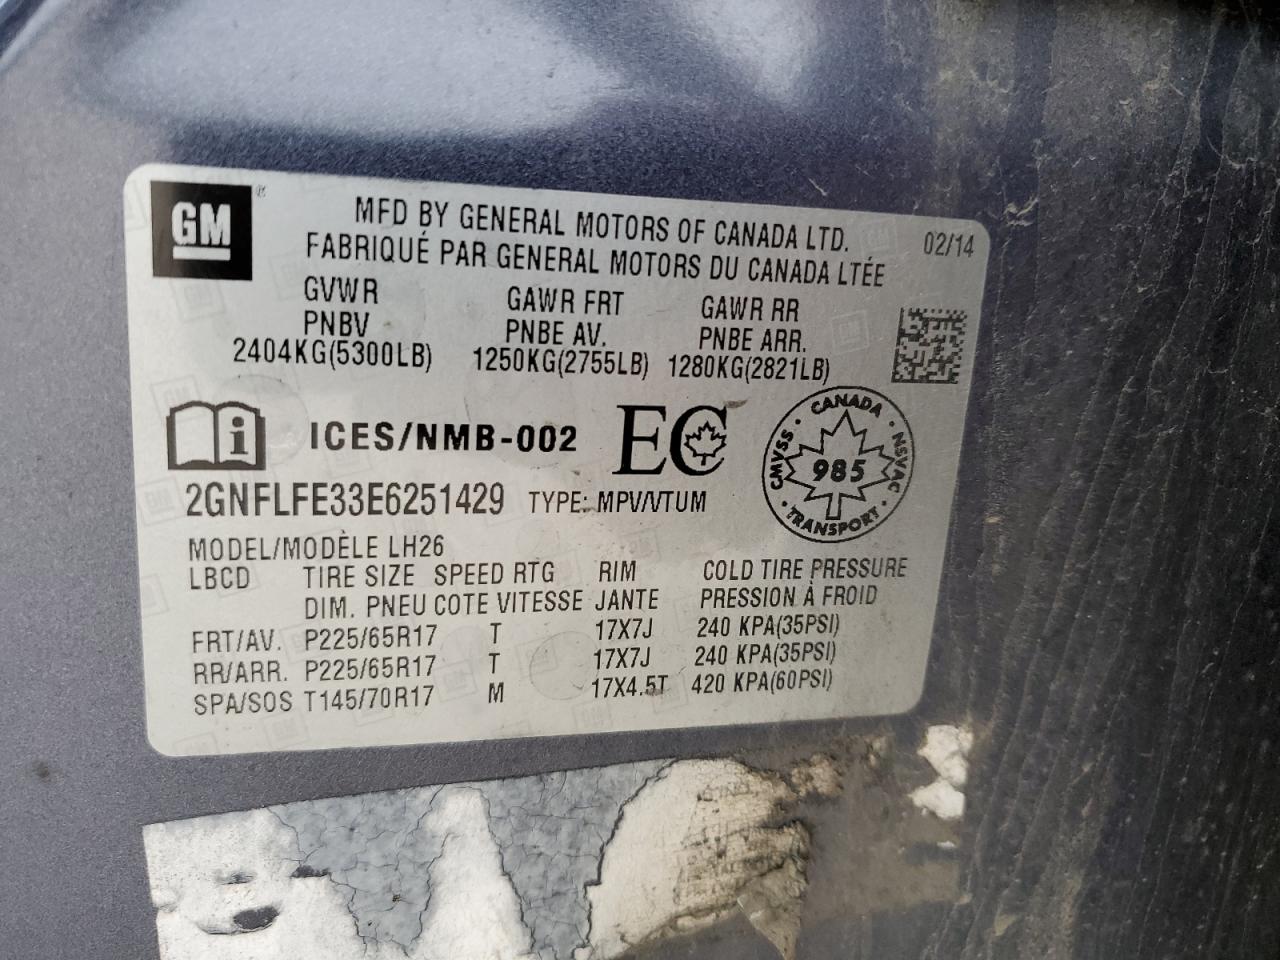 GM ®
MFD BY GENERAL MOTORS OF CANADA LTD. 02/14
FABRIQUÉ PAR GENERAL MOTORS DU CANADA LTÉE
GVWR GAWR FRT GAWR RR
PNBV PNBE AV. PNBE ARR.
2404KG(5300LB) 1250KG(2755LB) 1280KG(2821LB)
i ICES/NMB-002 EC
CANADA · NSVAC · TRANSPORT · CMVSS ·
985
2GNFLFE33E6251429 TYPE: MPV/VTUM
MODEL/MODÈLE LH26
LBCD TIRE SIZE SPEED RTG RIM COLD TIRE PRESSURE
DIM. PNEU COTE VITESSE JANTE PRESSION À FROID
FRT/AV. P225/65R17 T 17X7J 240 KPA(35PSI)
RR/ARR. P225/65R17 T 17X7J 240 KPA(35PSI)
SPA/SOS T145/70R17 M 17X4.5T 420 KPA(60PSI)